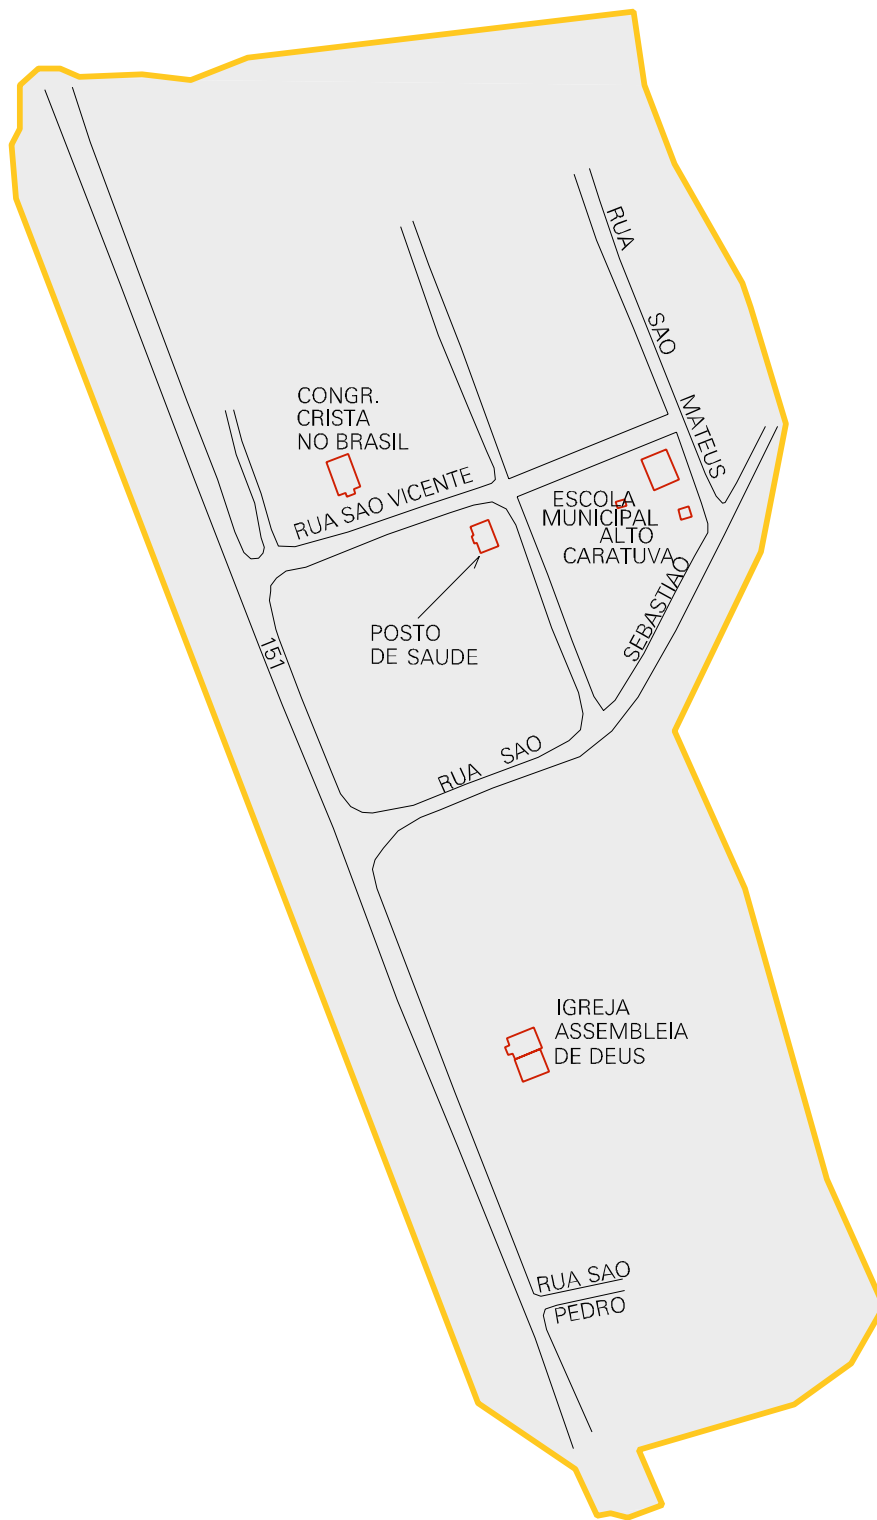 RUA SAO MATEUS
CONGR.
CRISTA
NO BRASIL
RUA SAO VICENTE
ESCOLA
MUNICIPAL
ALTO
CARATUVA
POSTO
DE SAUDE
151
RUA SAO SEBASTIAO
IGREJA
ASSEMBLEIA
DE DEUS
RUA SAO
PEDRO